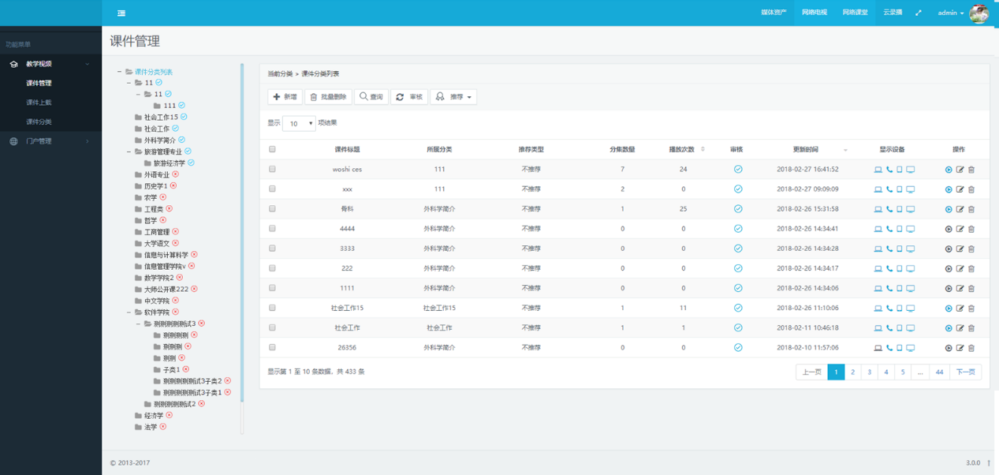 媒体资产 网络电视 网络课堂 云录播 admin
功能菜单
教学视频
课件管理
课件上载
课件分类
门户管理
课件管理
课件分类列表
11
11
111
社会工作15
社会工作
外科学简介
旅游管理专业
旅游经济学
外语专业
历史学1
农学
工程类
哲学
工商管理
大学语文
信息与计算科学
信息管理学院v
数学学院2
大师公开课222
中文学院
软件学院
测测测测测试3
测测测测
测测测
测测
子类1
测测测测测试3子类2
测测测测测试3子类1
测测测测测试2
经济学
法学
当前分类 > 课件分类列表
新增 批量删除 查询 审核 推荐
显示 10 项结果
课件标题 所属分类 推荐类型 分集数量 播放次数 审核 更新时间 显示设备 操作
woshi ces 111 不推荐 7 24 2018-02-27 16:41:52
xxx 111 不推荐 2 0 2018-02-27 09:09:09
骨科 外科学简介 不推荐 1 25 2018-02-26 15:31:58
4444 外科学简介 不推荐 0 0 2018-02-26 14:34:41
3333 外科学简介 不推荐 0 0 2018-02-26 14:34:28
222 外科学简介 不推荐 0 0 2018-02-26 14:34:17
1111 外科学简介 不推荐 0 0 2018-02-26 14:34:06
社会工作15 社会工作15 不推荐 1 11 2018-02-26 11:10:06
社会工作 社会工作 不推荐 1 1 2018-02-11 10:46:18
26356 外科学简介 不推荐 0 0 2018-02-10 11:57:06
显示第 1 至 10 条数据，共 433 条
上一页 1 2 3 4 5 ... 44 下一页
© 2013-2017
3.0.0